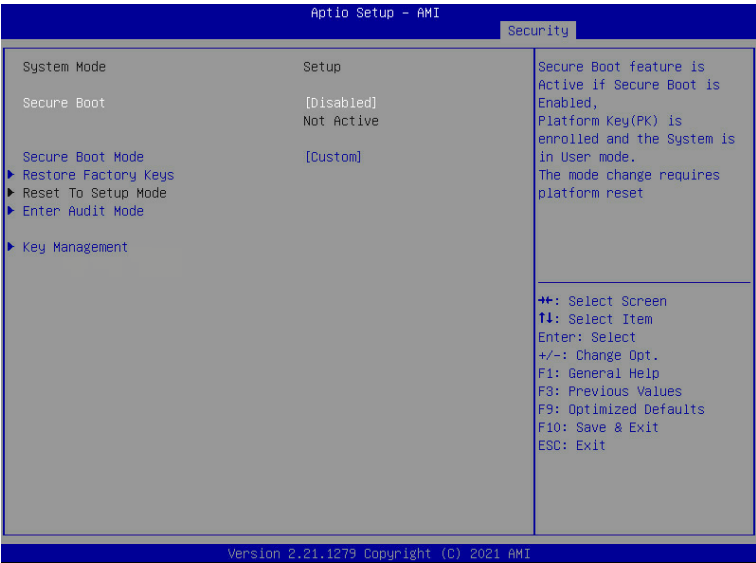 Aptio Setup – AMI
Security
System Mode Setup
Secure Boot [Disabled]
Not Active
Secure Boot Mode [Custom]
▶ Restore Factory Keys
▶ Reset To Setup Mode
▶ Enter Audit Mode
▶ Key Management
Secure Boot feature is
Active if Secure Boot is
Enabled,
Platform Key(PK) is
enrolled and the System is
in User mode.
The mode change requires
platform reset
→←: Select Screen
↑↓: Select Item
Enter: Select
+/-: Change Opt.
F1: General Help
F3: Previous Values
F9: Optimized Defaults
F10: Save & Exit
ESC: Exit
Version 2.21.1279 Copyright (C) 2021 AMI